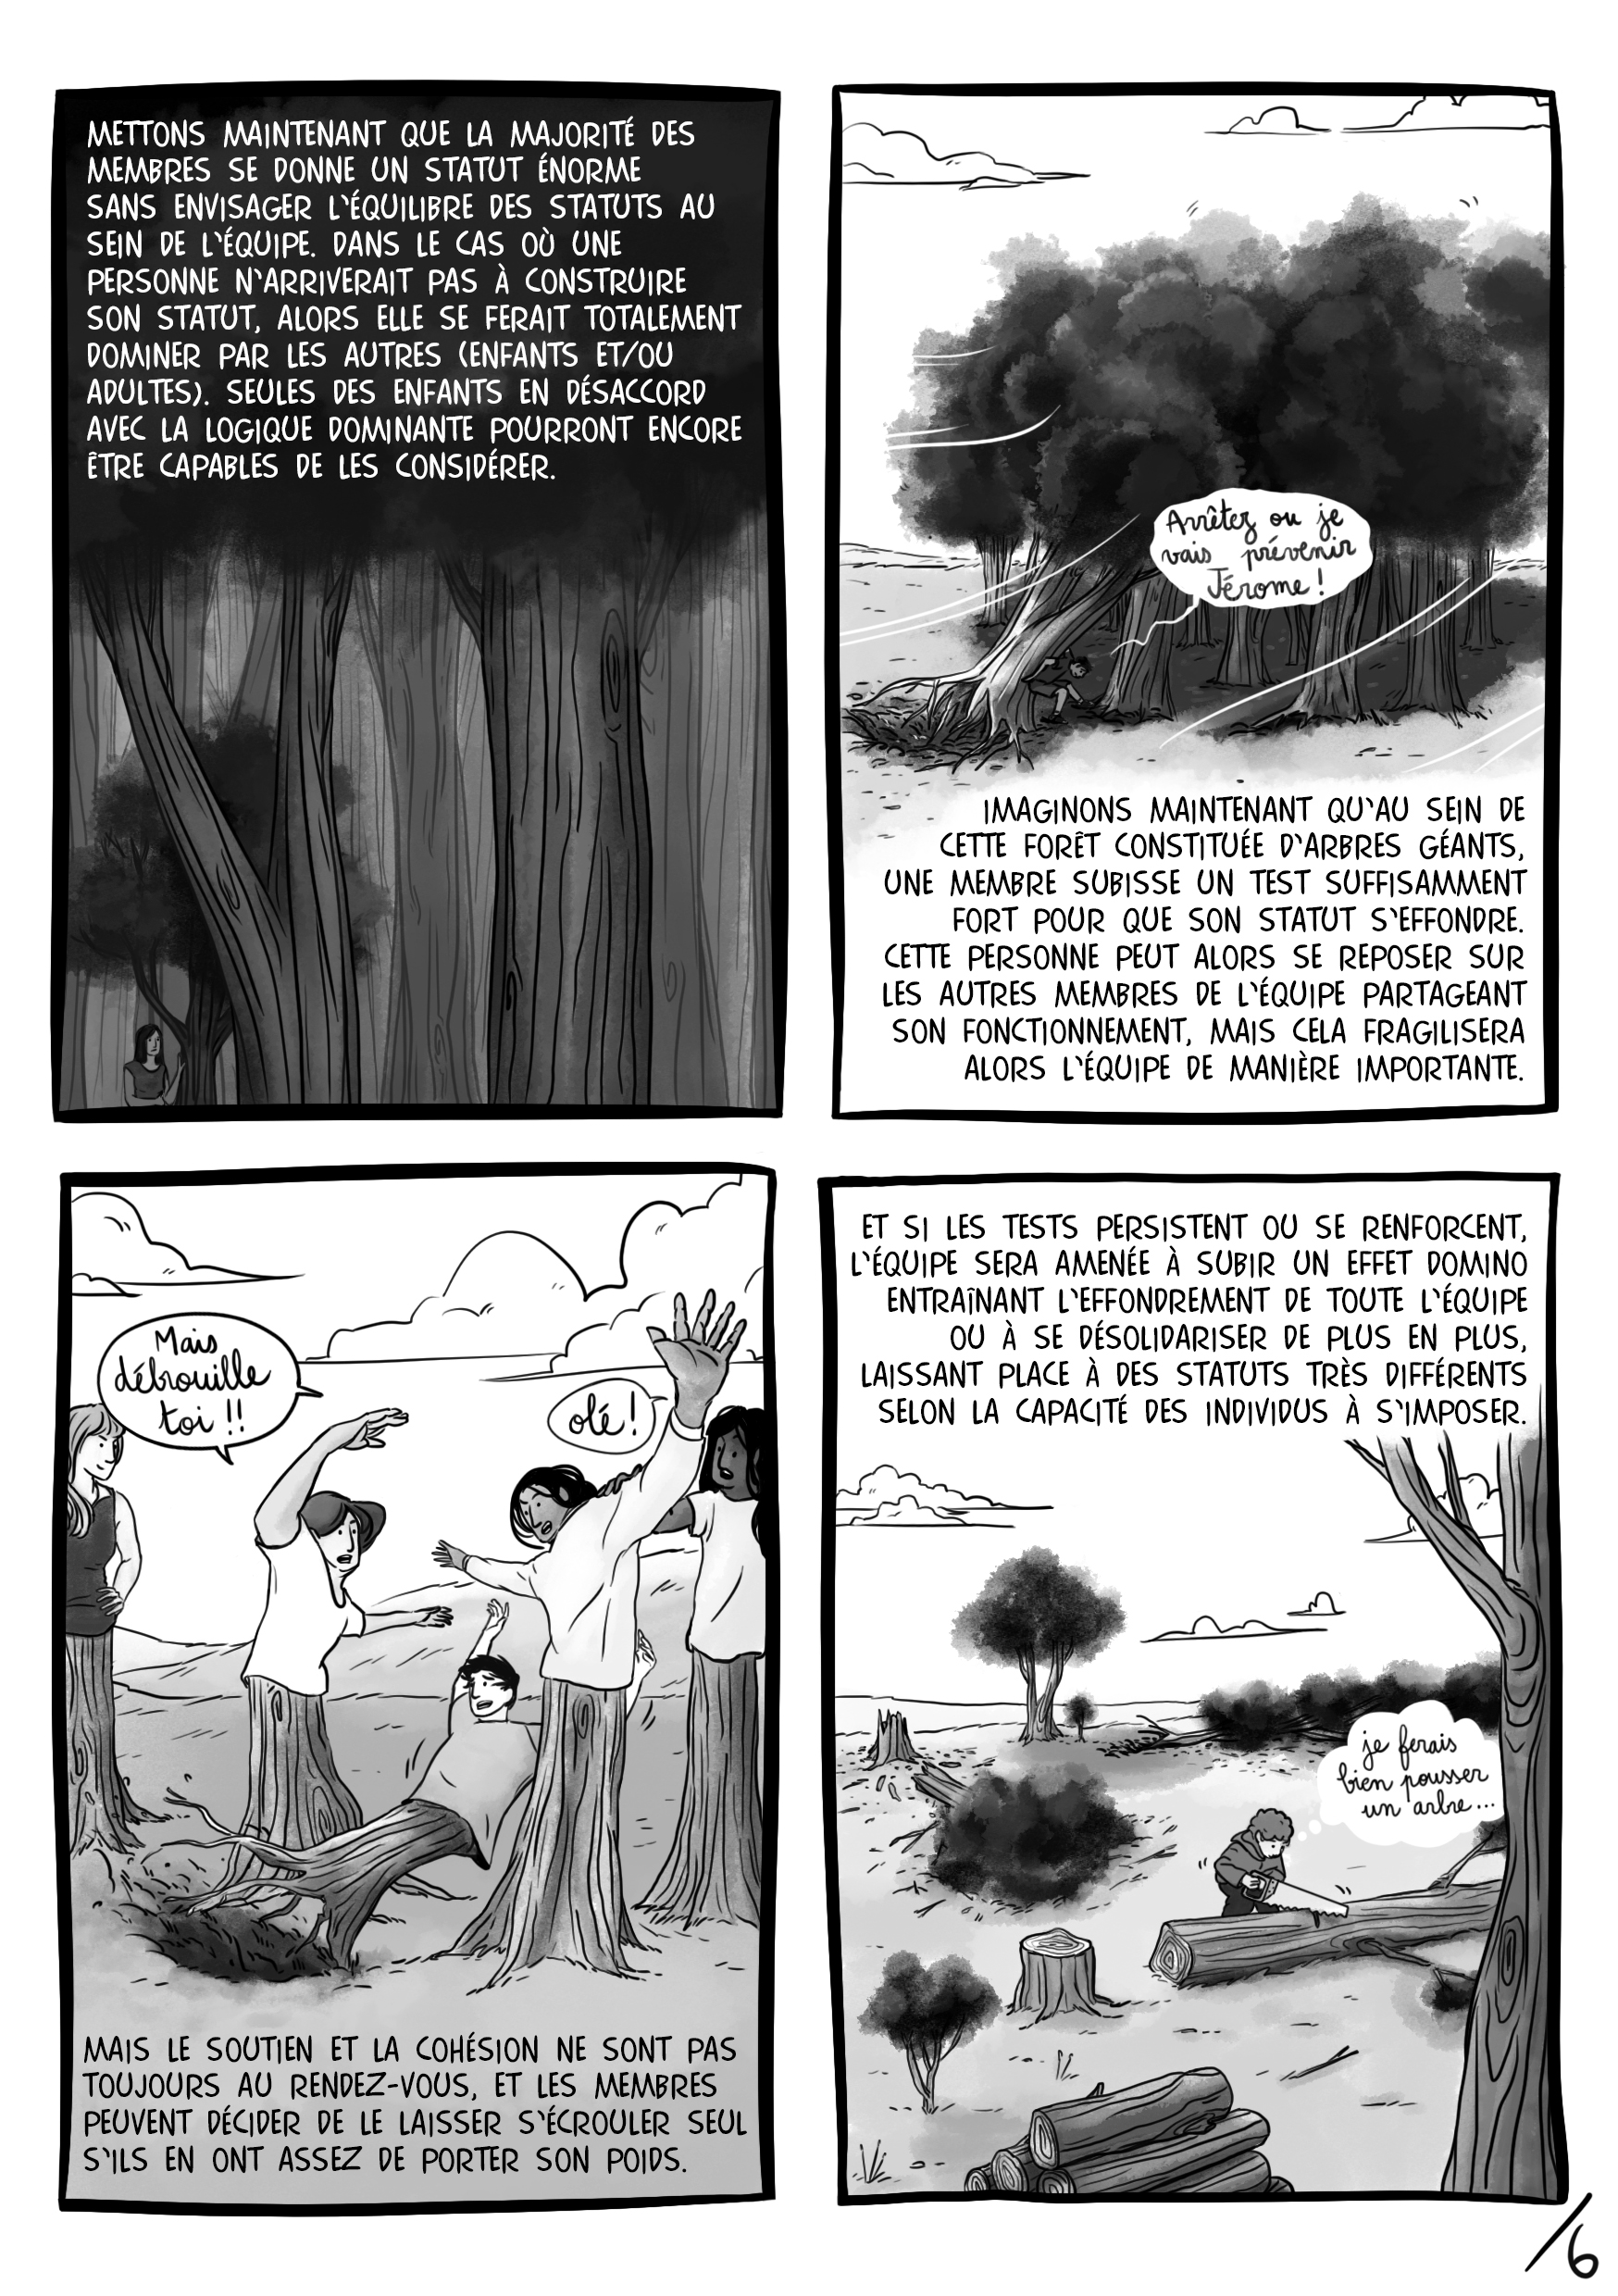 METTONS MAINTENANT QUE LA MAJORITÉ DES
MEMBRES SE DONNE UN STATUT ÉNORME
SANS ENVISAGER L'ÉQUILIBRE DES STATUTS AU
SEIN DE L'ÉQUIPE. DANS LE CAS OÙ UNE
PERSONNE N'ARRIVERAIT PAS À CONSTRUIRE
SON STATUT, ALORS ELLE SE FERAIT TOTALEMENT
DOMINER PAR LES AUTRES (ENFANTS ET/OU
ADULTES). SEULES DES ENFANTS EN DÉSACCORD
AVEC LA LOGIQUE DOMINANTE POURRONT ENCORE
ÊTRE CAPABLES DE LES CONSIDÉRER.
Arrêtez ou je
vais prévenir
Jérome !
IMAGINONS MAINTENANT QU'AU SEIN DE
CETTE FORÊT CONSTITUÉE D'ARBRES GÉANTS,
UNE MEMBRE SUBISSE UN TEST SUFFISAMMENT
FORT POUR QUE SON STATUT S'EFFONDRE.
CETTE PERSONNE PEUT ALORS SE REPOSER SUR
LES AUTRES MEMBRES DE L'ÉQUIPE PARTAGEANT
SON FONCTIONNEMENT, MAIS CELA FRAGILISERA
ALORS L'ÉQUIPE DE MANIÈRE IMPORTANTE.
Mais
débrouille
toi !!
olé !
MAIS LE SOUTIEN ET LA COHÉSION NE SONT PAS
TOUJOURS AU RENDEZ-VOUS, ET LES MEMBRES
PEUVENT DÉCIDER DE LE LAISSER S'ÉCROULER SEUL
S'ILS EN ONT ASSEZ DE PORTER SON POIDS.
ET SI LES TESTS PERSISTENT OU SE RENFORCENT,
L'ÉQUIPE SERA AMENÉE À SUBIR UN EFFET DOMINO
ENTRAÎNANT L'EFFONDREMENT DE TOUTE L'ÉQUIPE
OU À SE DÉSOLIDARISER DE PLUS EN PLUS,
LAISSANT PLACE À DES STATUTS TRÈS DIFFÉRENTS
SELON LA CAPACITÉ DES INDIVIDUS À S'IMPOSER.
je ferais
bien pousser
un arbre...
/6